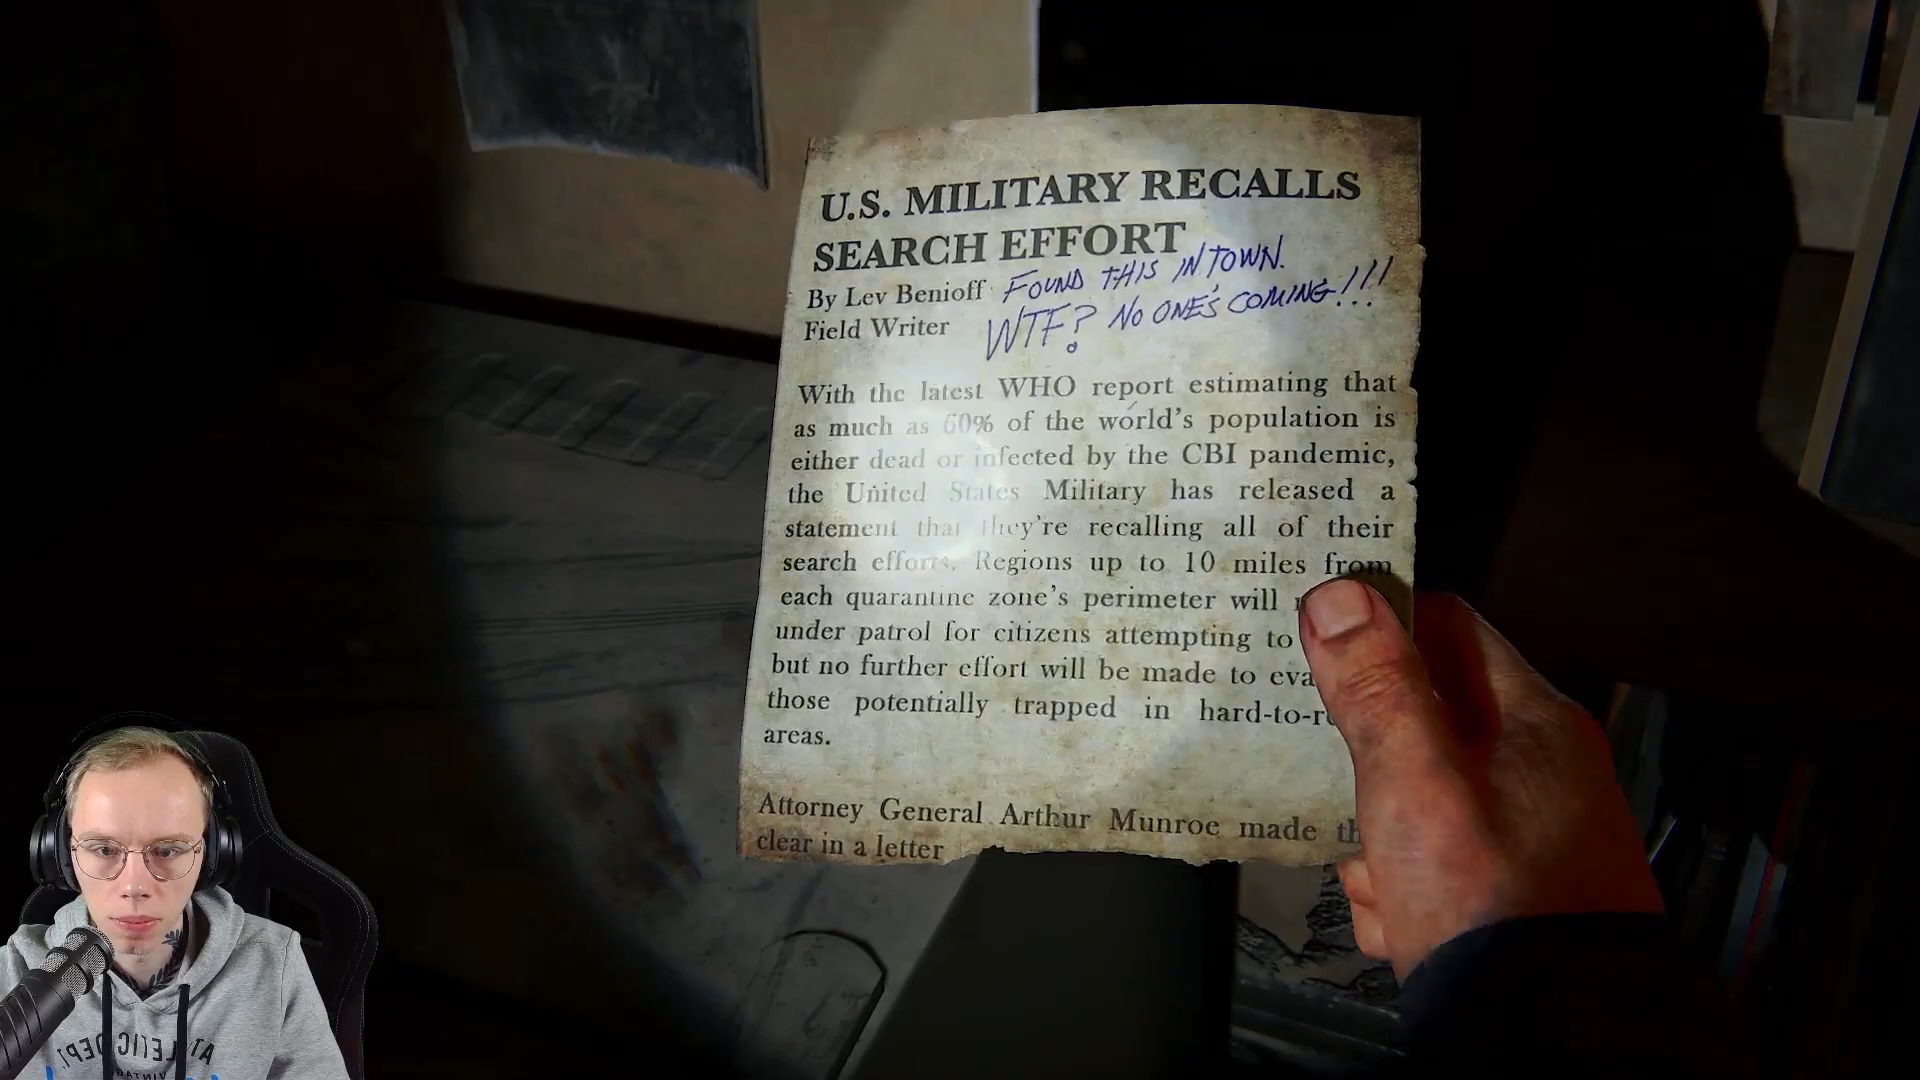 U.S. MILITARY RECALLS
SEARCH EFFORT
By Lev Benioff
Field Writer
FOUND THIS IN TOWN.
WTF? NO ONE'S COMING!!!
With the latest WHO report estimating that
as much as 60% of the world's population is
either dead or infected by the CBI pandemic,
the United States Military has released a
statement that they're recalling all of their
search efforts. Regions up to 10 miles from
each quarantine zone's perimeter will
under patrol for citizens attempting to
but no further effort will be made to
those potentially trapped in
areas.
Attorney General Arthur Munroe made
clear in a letter
ATHLETIC DEPT.
VINTAGE